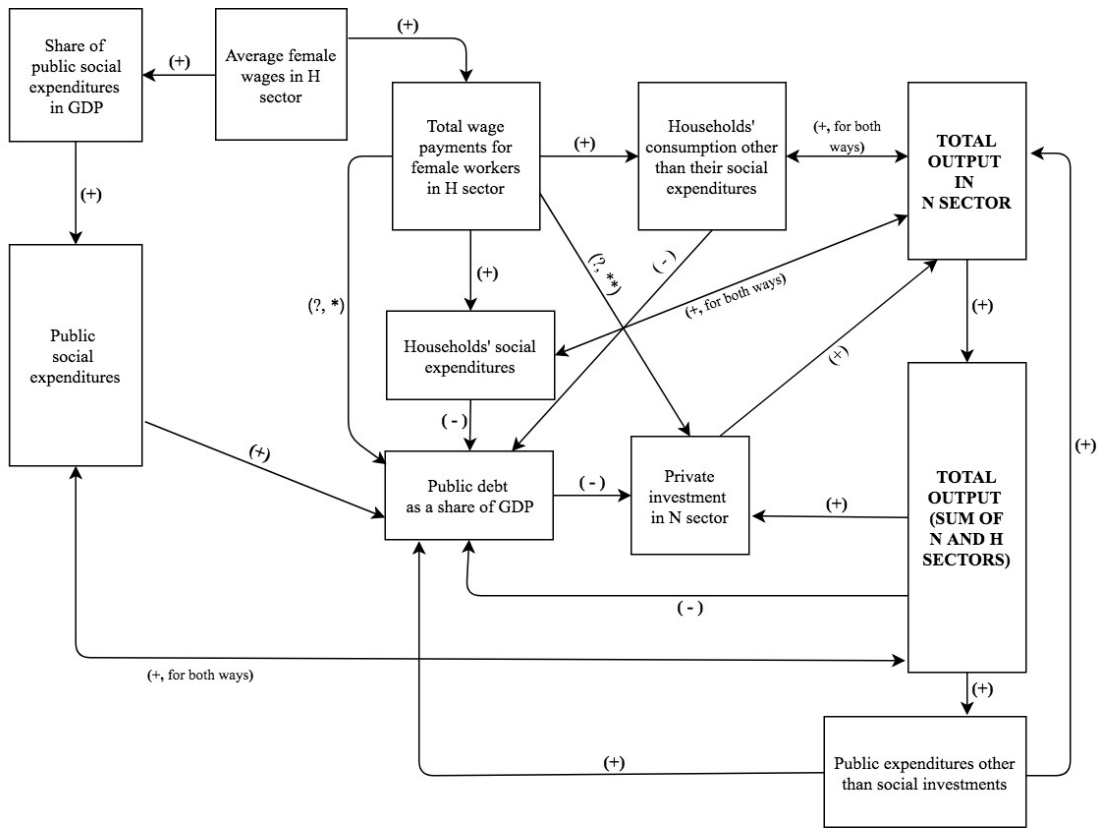 Share of
public social
expenditures
in GDP
(+)
Average female
wages in H
sector
(+)
(+)
Total wage
payments for
female workers
in H sector
(+)
Households'
consumption other
than their social
expenditures
(+, for both
ways)
TOTAL
OUTPUT
IN
N SECTOR
Public
social
expenditures
(?, *)
(+)
(?, **)
( - )
(+, for both ways)
(+)
Households' social
expenditures
(+)
( - )
(+)
Public debt
as a share of GDP
( - )
Private
investment
in N sector
(+)
TOTAL
OUTPUT
(SUM OF
N AND H
SECTORS)
(+)
( - )
(+, for both ways)
(+)
(+)
Public expenditures other
than social investments